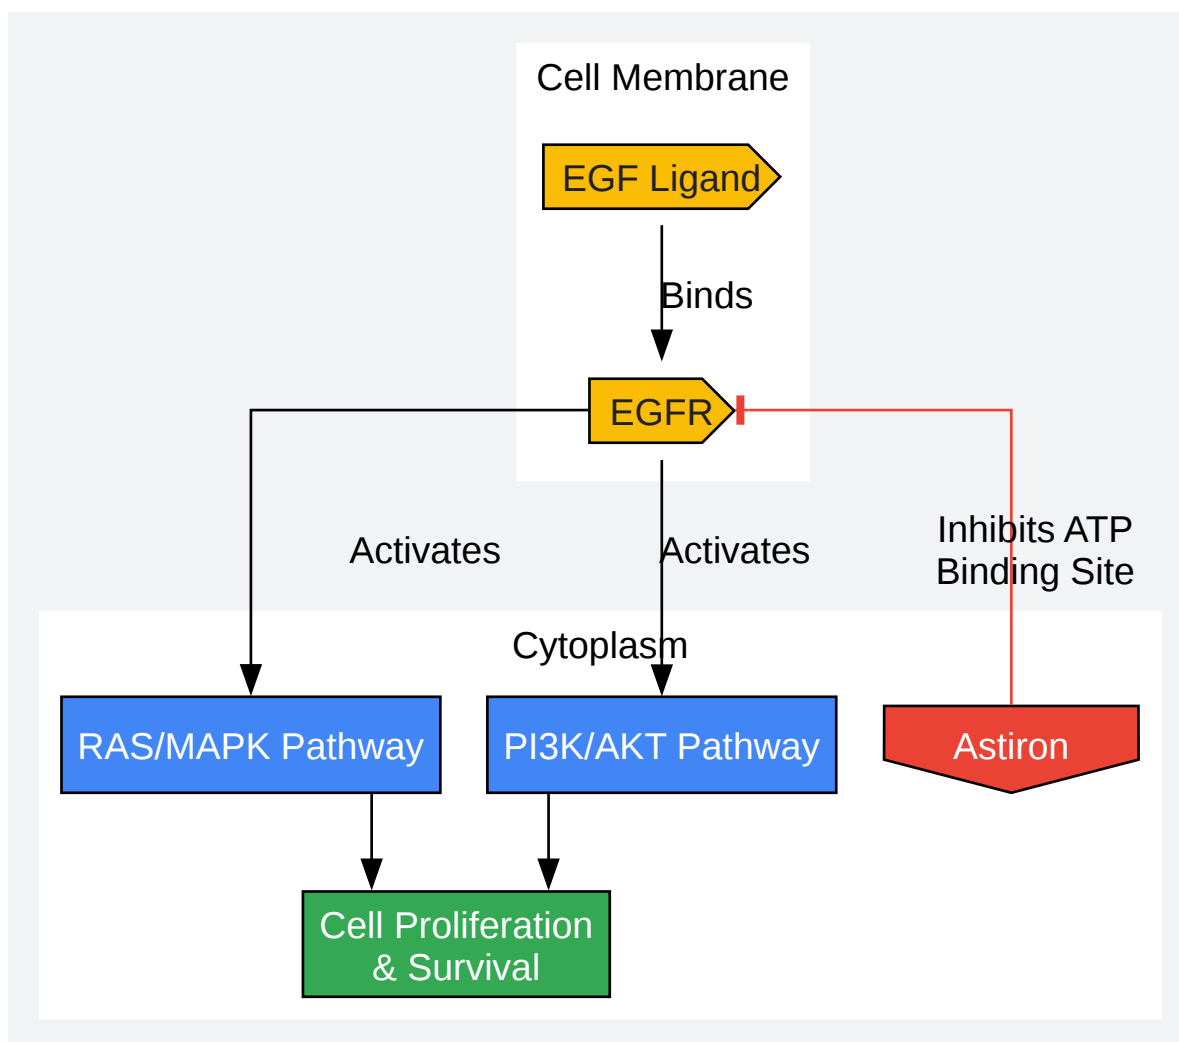 Cell Membrane
EGF Ligand
Binds
EGFR
Activates
Activates
Inhibits ATP
Binding Site
Cytoplasm
RAS/MAPK Pathway
PI3K/AKT Pathway
Astiron
Cell Proliferation
& Survival